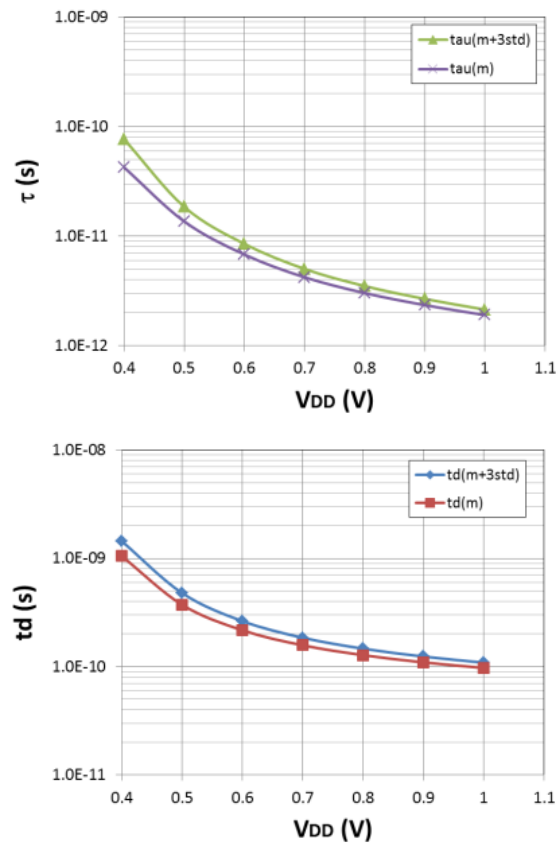 1.0E-09
tau(m+3std)
tau(m)
1.0E-10
τ (s)
1.0E-11
1.0E-12
0.4 0.5 0.6 0.7 0.8 0.9 1 1.1
VDD (V)
1.0E-08
td(m+3std)
td(m)
1.0E-09
td (s)
1.0E-10
1.0E-11
0.4 0.5 0.6 0.7 0.8 0.9 1 1.1
VDD (V)